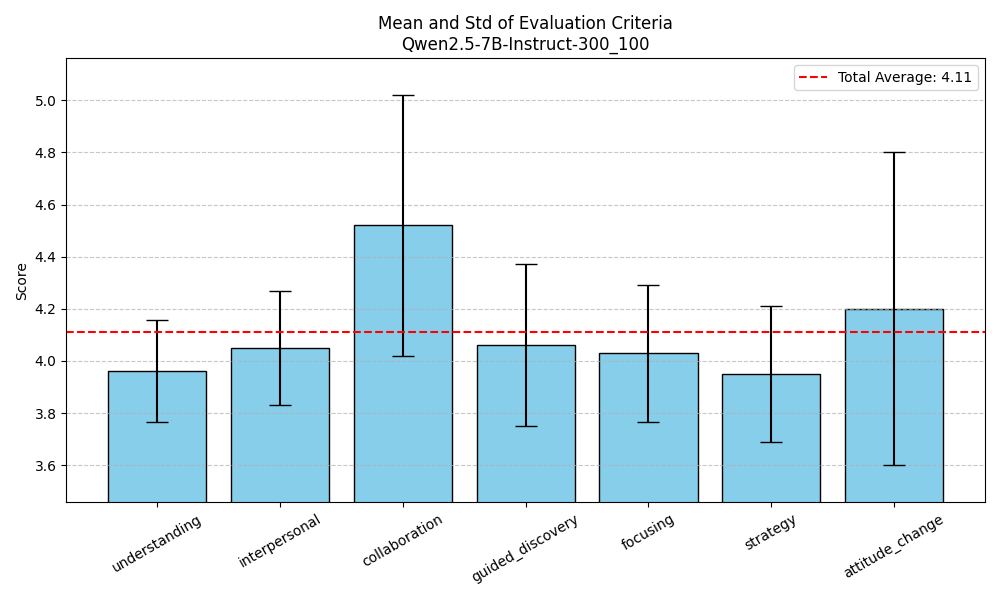 Mean and Std of Evaluation Criteria
Qwen2.5-7B-Instruct-300_100
Total Average: 4.11
Score
5.0
4.8
4.6
4.4
4.2
4.0
3.8
3.6
understanding
interpersonal
collaboration
guided_discovery
focusing
strategy
attitude_change